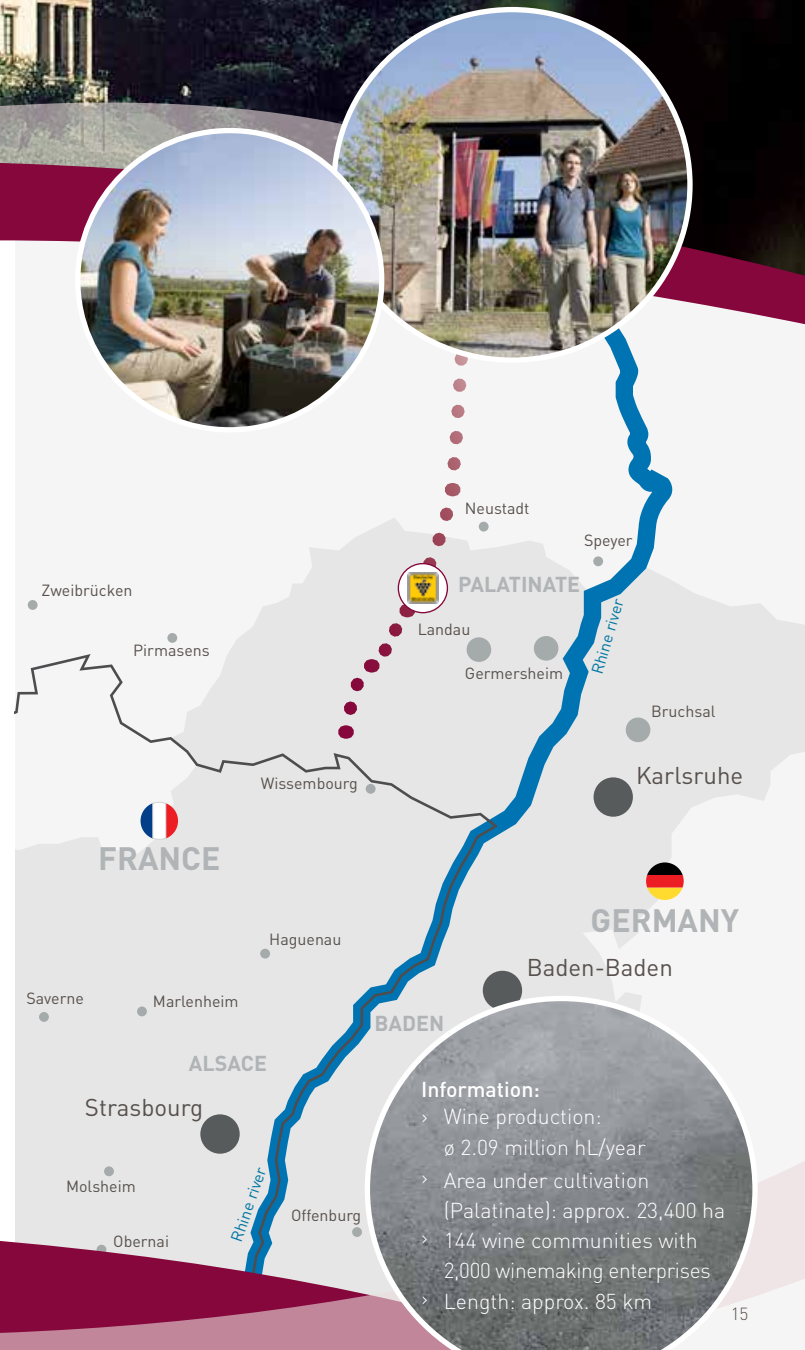 Neustadt
Speyer
Zweibrücken
PALATINATE
Landau
Pirmasens
Germersheim
Rhine river
Bruchsal
Karlsruhe
Wissembourg
FRANCE
GERMANY
Haguenau
Baden-Baden
Saverne
Marlenheim
BADEN
ALSACE
Strasbourg
Molsheim
Rhine river
Offenburg
Obernai
Information:
› Wine production:
ø 2.09 million hL/year
› Area under cultivation
(Palatinate): approx. 23,400 ha
› 144 wine communities with
2,000 winemaking enterprises
› Length: approx. 85 km
15